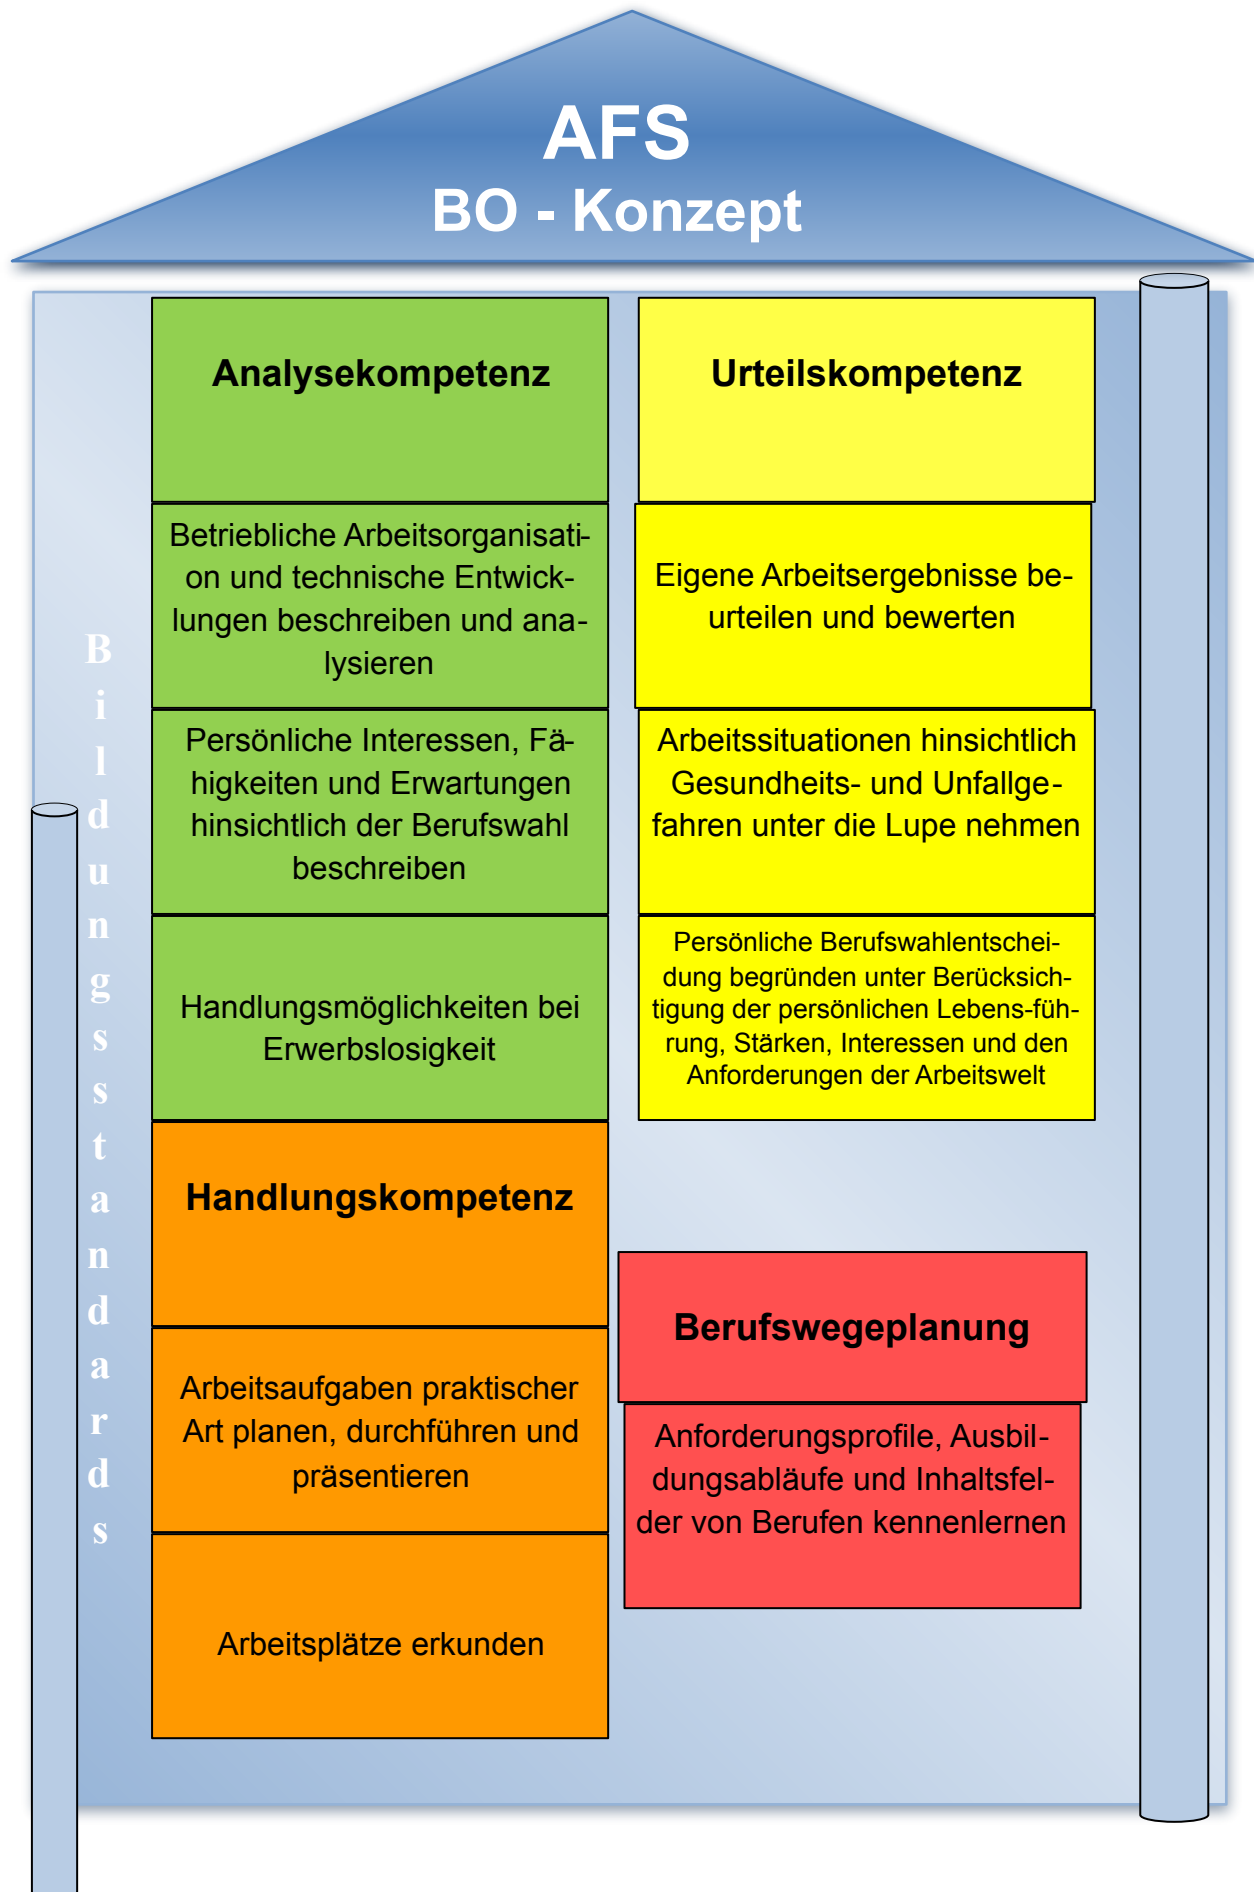 AFS
BO - Konzept
Bildungsstandards
Analysekompetenz
Betriebliche Arbeitsorganisati-
on und technische Entwick-
lungen beschreiben und ana-
lysieren
Persönliche Interessen, Fä-
higkeiten und Erwartungen
hinsichtlich der Berufswahl
beschreiben
Handlungsmöglichkeiten bei
Erwerbslosigkeit
Handlungskompetenz
Arbeitsaufgaben praktischer
Art planen, durchführen und
präsentieren
Arbeitsplätze erkunden
Urteilskompetenz
Eigene Arbeitsergebnisse be-
urteilen und bewerten
Arbeitssituationen hinsichtlich
Gesundheits- und Unfallge-
fahren unter die Lupe nehmen
Persönliche Berufswahlentschei-
dung begründen unter Berücksich-
tigung der persönlichen Lebens-füh-
rung, Stärken, Interessen und den
Anforderungen der Arbeitswelt
Berufswegeplanung
Anforderungsprofile, Ausbil-
dungsabläufe und Inhaltsfel-
der von Berufen kennenlernen